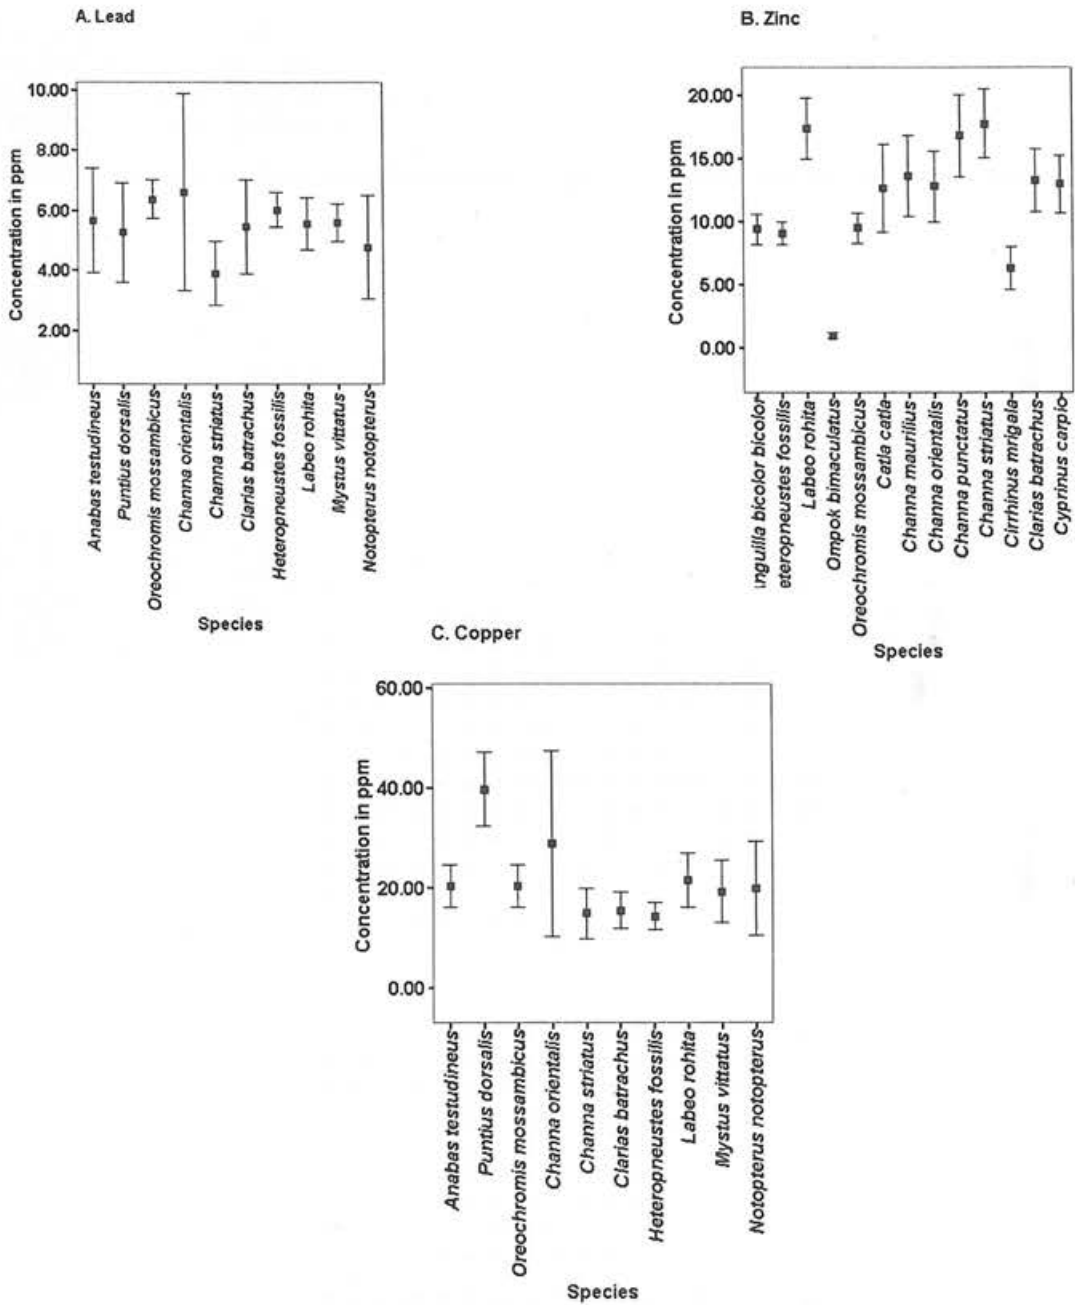 A. Lead
Concentration in ppm
10.00
8.00
6.00
4.00
2.00
Anabas testudineus
Puntius dorsalis
Oreochromis mossambicus
Channa orientalis
Channa striatus
Clarias batrachus
Heteropneustes fossilis
Labeo rohita
Mystus vittatus
Notopterus notopterus
Species
B. Zinc
Concentration in ppm
20.00
15.00
10.00
5.00
0.00
nguilla bicolor bicolor
eteropneustes fossilis
Labeo rohita
Ompok bimaculatus
Oreochromis mossambicus
Catla catla
Channa maurilius
Channa orientalis
Channa punctatus
Channa striatus
Cirrhinus mrigala
Clarias batrachus
Cyprinus carpio
Species
C. Copper
Concentration in ppm
60.00
40.00
20.00
0.00
Anabas testudineus
Puntius dorsalis
Oreochromis mossambicus
Channa orientalis
Channa striatus
Clarias batrachus
Heteropneustes fossilis
Labeo rohita
Mystus vittatus
Notopterus notopterus
Species